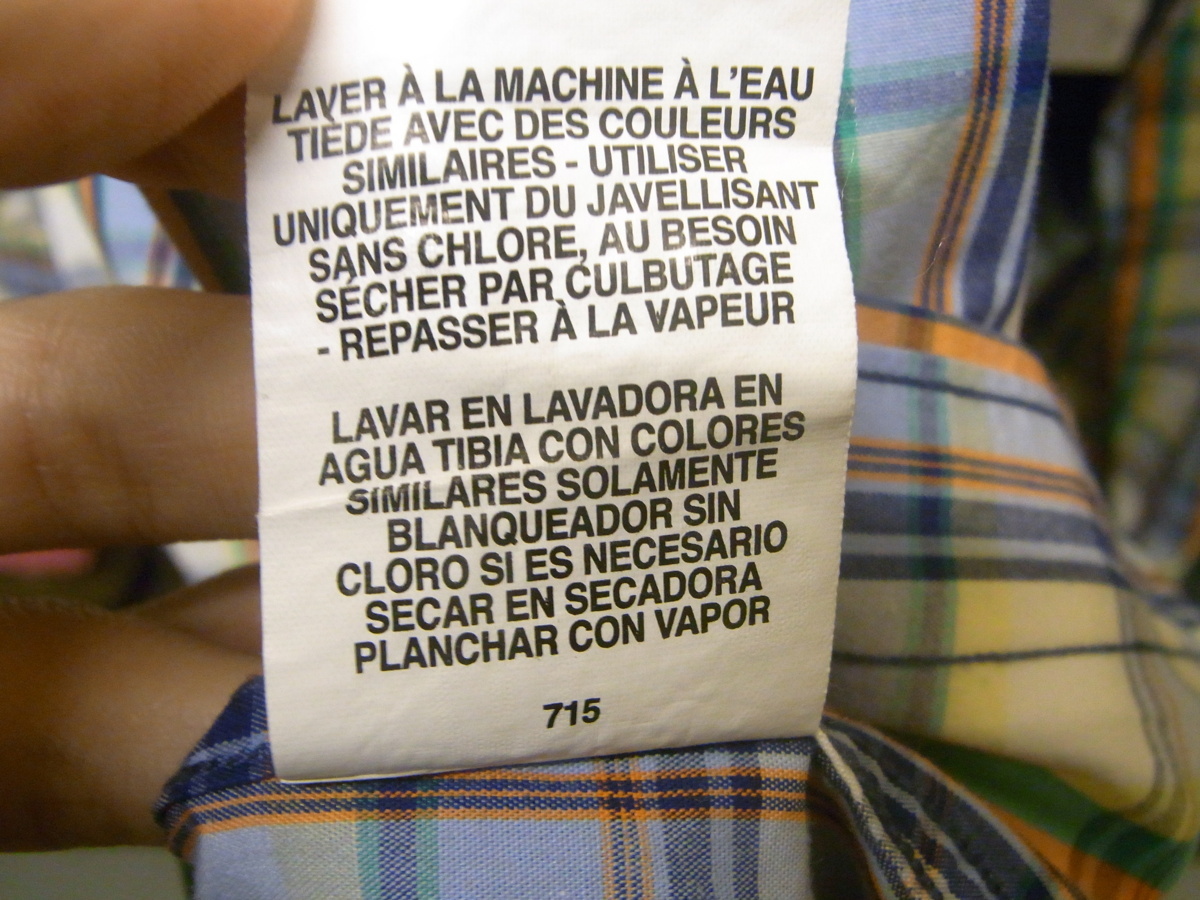 LAVER À LA MACHINE À L'EAU
TIÈDE AVEC DES COULEURS
SIMILAIRES - UTILISER
UNIQUEMENT DU JAVELLISANT
SANS CHLORE, AU BESOIN
SÉCHER PAR CULBUTAGE
- REPASSER À LA VAPEUR
LAVAR EN LAVADORA EN
AGUA TIBIA CON COLORES
SIMILARES SOLAMENTE
BLANQUEADOR SIN
CLORO SI ES NECESARIO
SECAR EN SECADORA
PLANCHAR CON VAPOR
715